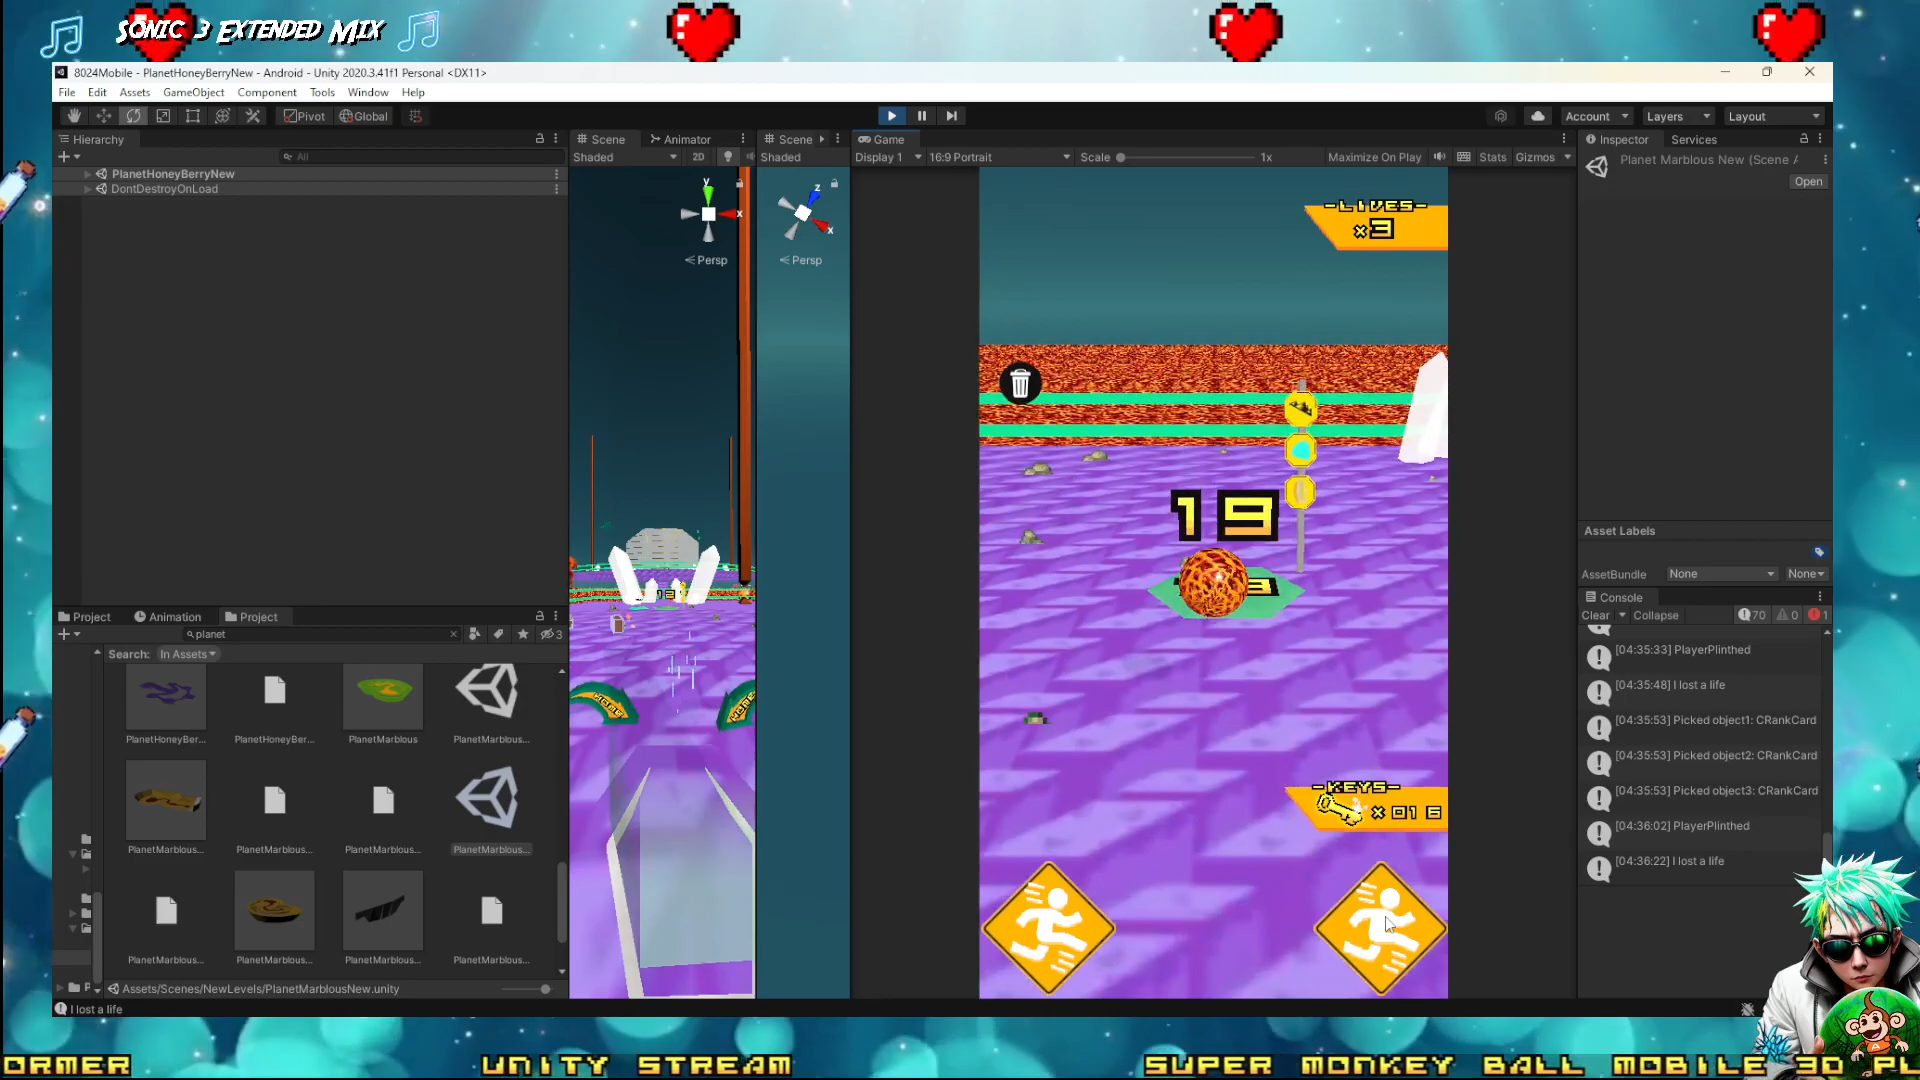 Sonic 3 Extended Mix
8024Mobile - PlanetHoneyBerryNew - Android - Unity 2020.3.41f1 Personal <DX11>
File Edit Assets GameObject Component Tools Window Help
Pivot Global Account Layers Layout
Hierarchy
All
PlanetHoneyBerryNew
DontDestroyOnLoad
Scene Animator
Shaded 2D
y
x
Persp
Scene
Shaded
z
x
Persp
Game
Display 1 16:9 Portrait Scale 1x Maximize On Play Stats Gizmos
-LIVES-
×3
19
-KEYS-
×016
Inspector Services
Planet Marblous New (Scene A
Open
Asset Labels
AssetBundle None None
Console
Clear Collapse 70 0 1
[04:35:33] PlayerPlinthed
[04:35:48] I lost a life
[04:35:53] Picked object1: CRankCard
[04:35:53] Picked object2: CRankCard
[04:35:53] Picked object3: CRankCard
[04:36:02] PlayerPlinthed
[04:36:22] I lost a life
Project Animation Project
planet 3
Search: In Assets
PlanetHoneyBer... PlanetHoneyBer... PlanetMarblous PlanetMarblous...
PlanetMarblous... PlanetMarblous... PlanetMarblous... PlanetMarblous...
PlanetMarblous... PlanetMarblous... PlanetMarblous... PlanetMarblous...
P Assets/Scenes/NewLevels/PlanetMarblousNew.unity
I lost a life
ORMER UNITY STREAM SUPER MONKEY BALL MOBILE 3D PL